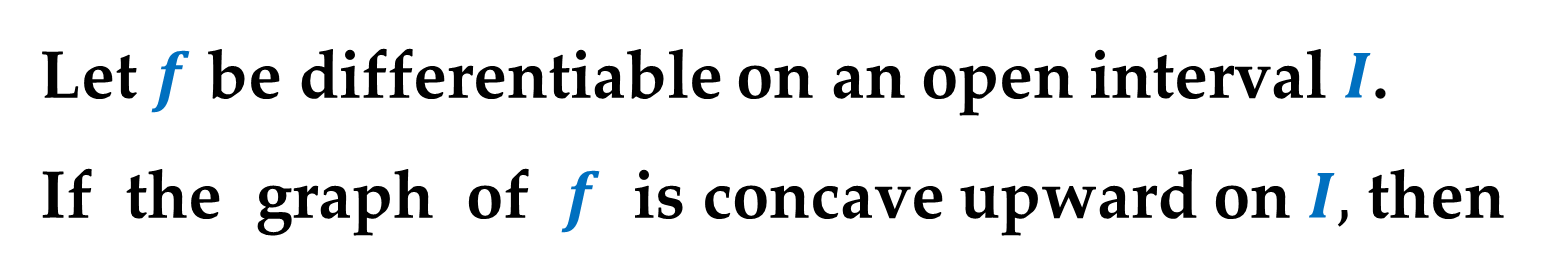 Let f be differentiable on an open interval I.
If the graph of f is concave upward on I, then